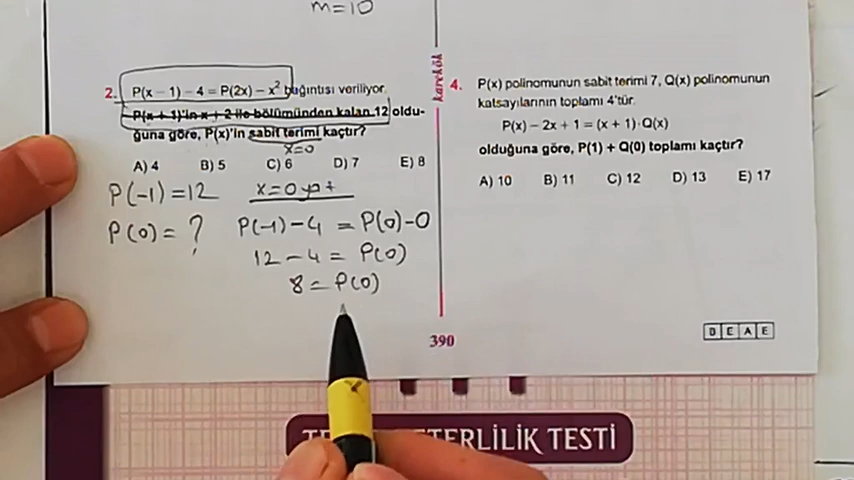 m=10
2. P(x − 1) − 4 = P(2x) − x² bağıntısı veriliyor.
P(x + 1)'in x + 2 ile bölümünden kalan 12 oldu-
ğuna göre, P(x)'in sabit terimi kaçtır?
x=0
A) 4 B) 5 C) 6 D) 7 E) 8
P(-1)=12 x=0
P(0)=? P(-1)-4 = P(0)-0
12-4 = P(0)
8 = P(0)
karekök
4. P(x) polinomunun sabit terimi 7, Q(x) polinomunun
katsayılarının toplamı 4'tür.
P(x) − 2x + 1 = (x + 1)·Q(x)
olduğuna göre, P(1) + Q(0) toplamı kaçtır?
A) 10 B) 11 C) 12 D) 13 E) 17
390
D E A E
TESTİ